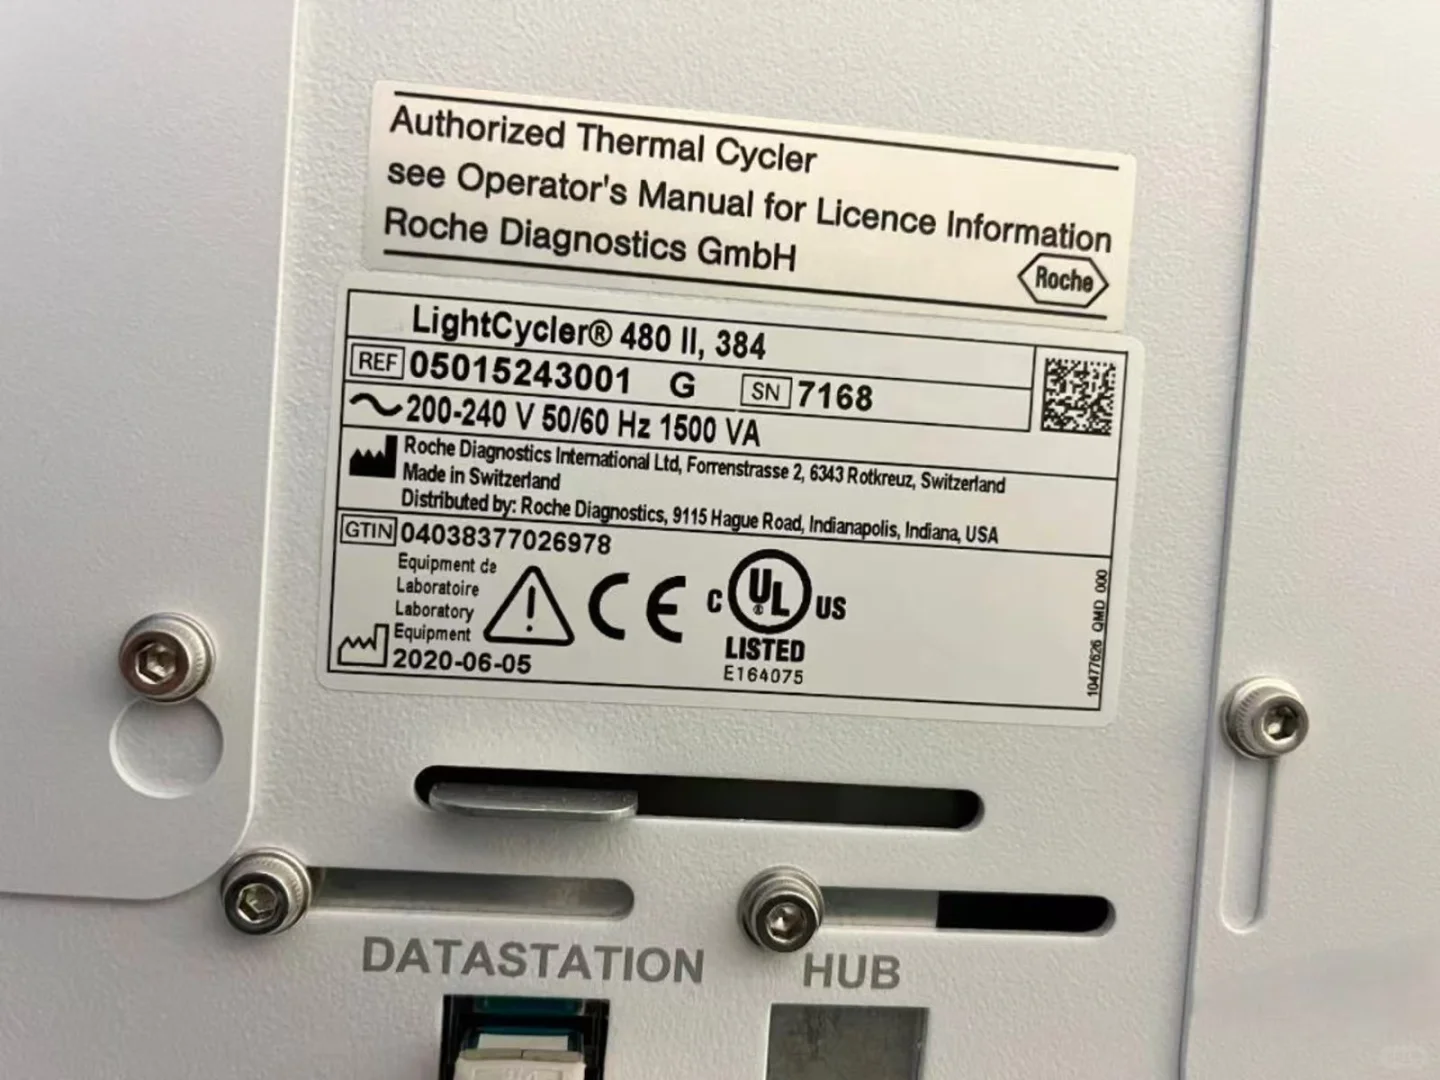 Authorized Thermal Cycler
see Operator's Manual for Licence Information
Roche Diagnostics GmbH
Roche
LightCycler® 480 II, 384
REF 05015243001 G SN 7168
200-240 V 50/60 Hz 1500 VA
Roche Diagnostics International Ltd, Forrenstrasse 2, 6343 Rotkreuz, Switzerland
Made in Switzerland
Distributed by: Roche Diagnostics, 9115 Hague Road, Indianapolis, Indiana, USA
GTIN 04038377026978
Equipment de
Laboratoire
Laboratory
Equipment
2020-06-05
CE
C UL ® US
LISTED
E164075
10477626 QMD 000
DATASTATION
HUB